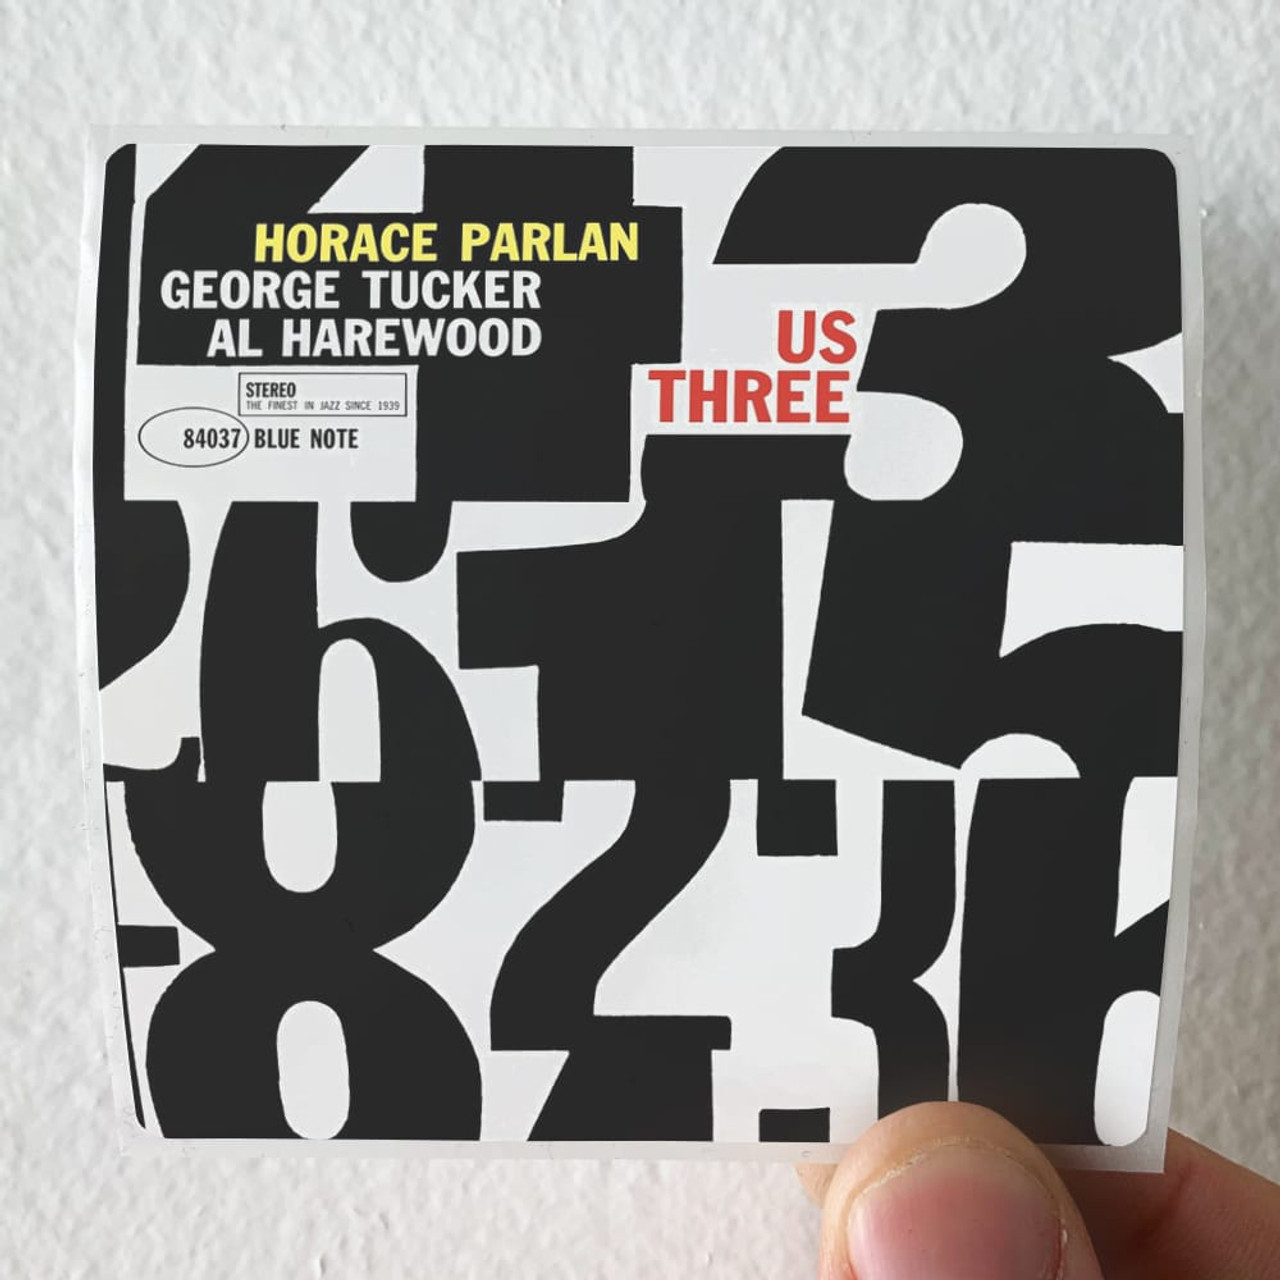 HORACE PARLAN
GEORGE TUCKER
AL HAREWOOD
US
THREE
STEREO
THE FINEST IN JAZZ SINCE 1939
84037 BLUE NOTE